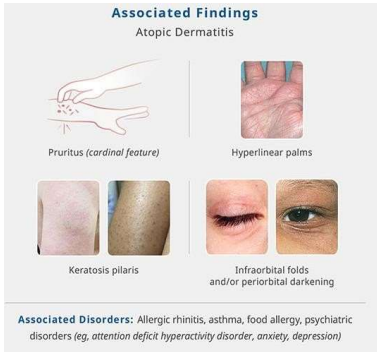 Associated Findings
Atopic Dermatitis
Pruritus (cardinal feature)
Hyperlinear palms
Keratosis pilaris
Infraorbital folds
and/or periorbital darkening
Associated Disorders: Allergic rhinitis, asthma, food allergy, psychiatric
disorders (eg, attention deficit hyperactivity disorder, anxiety, depression)